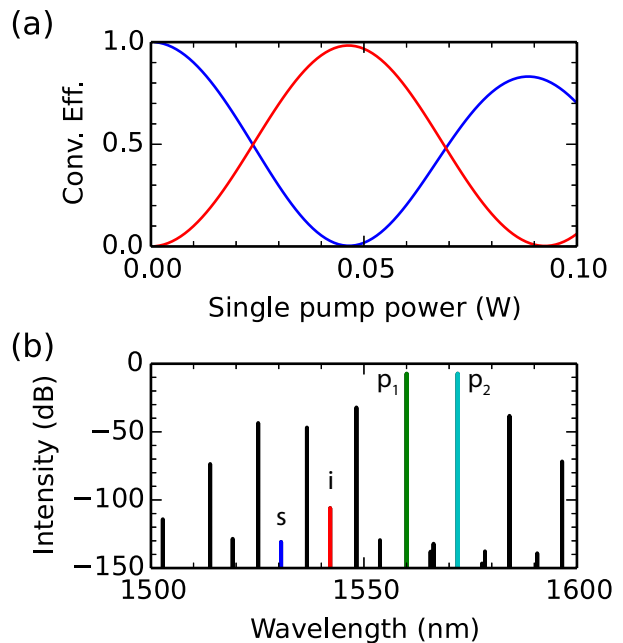 (a)
1.0
0.5
0.0
Conv. Eff.
0.00 0.05 0.10
Single pump power (W)
(b)
0
−50
−100
−150
Intensity (dB)
p₁ p₂
s i
1500 1550 1600
Wavelength (nm)